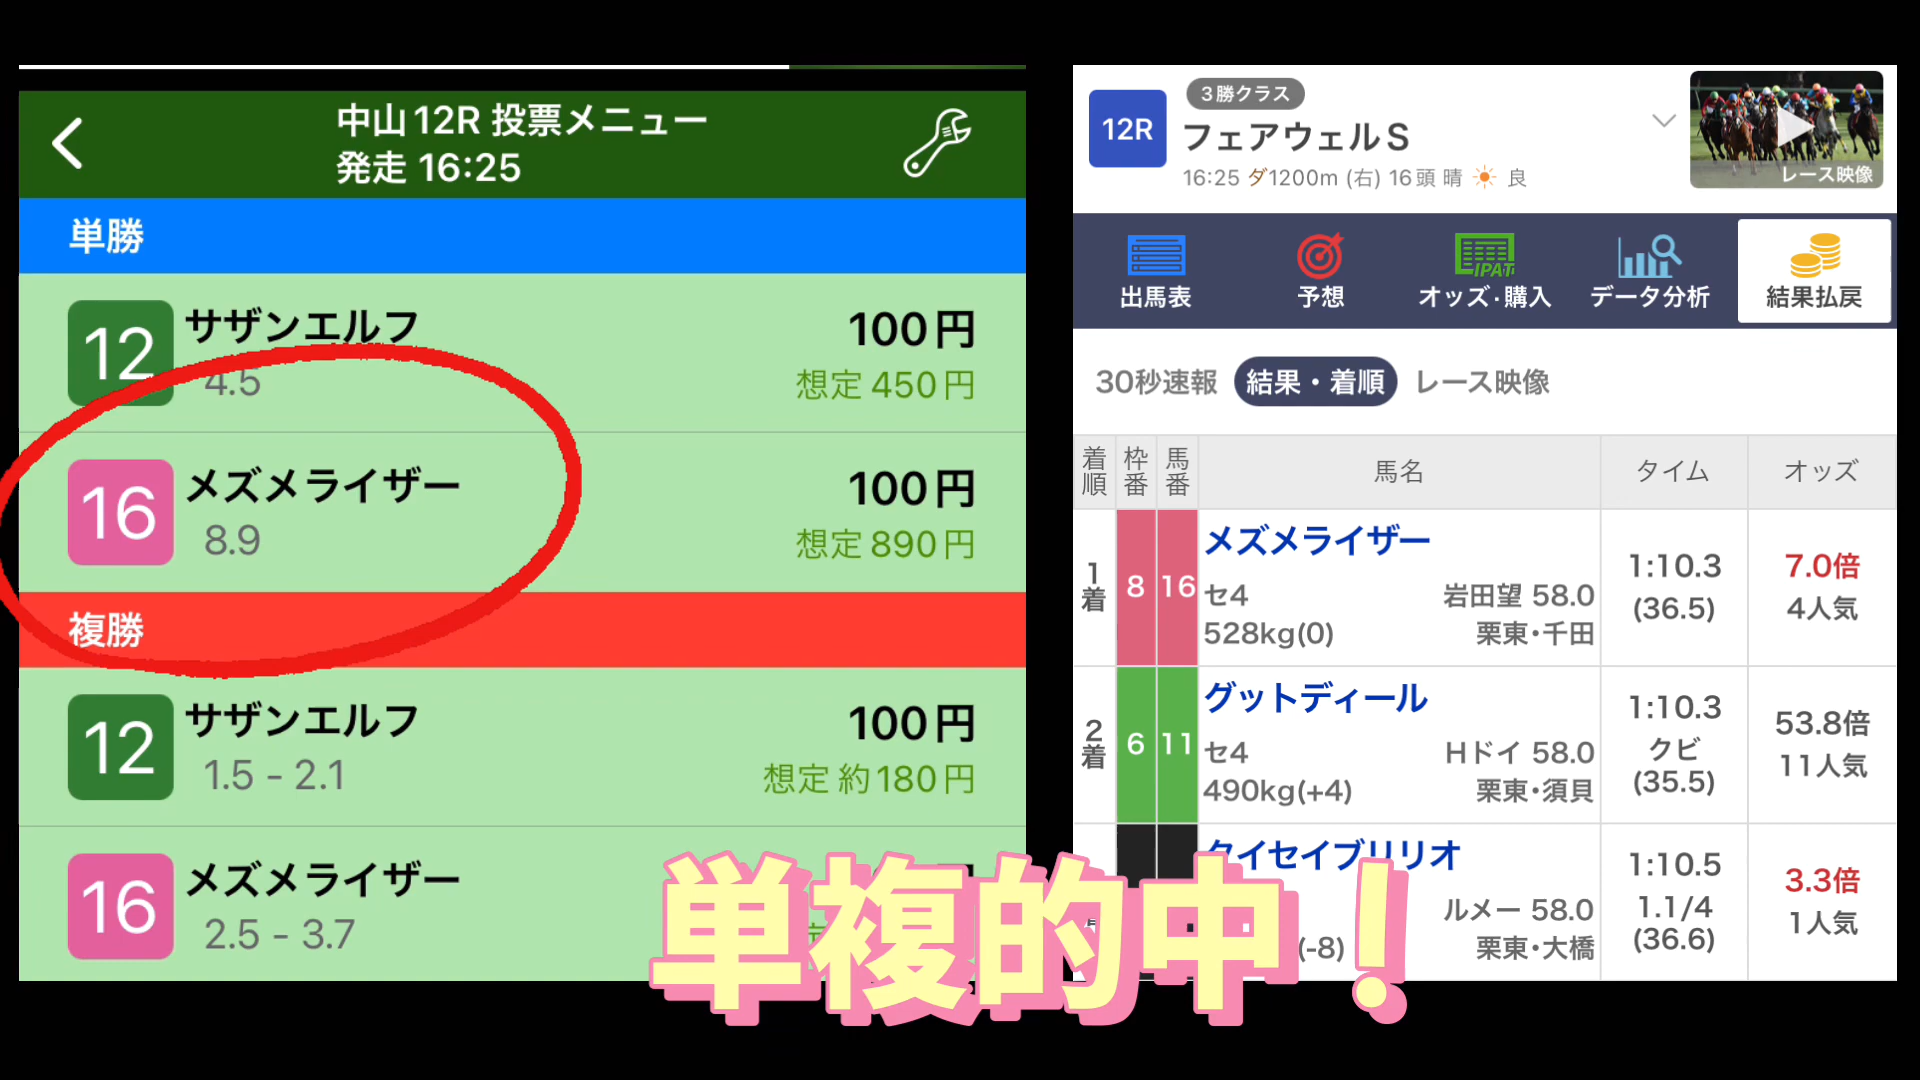 中山12R 投票メニュー
発走 16:25
単勝
12 サザンエルフ 100円
4.5 想定 450円
16 メズメライザー 100円
8.9 想定 890円
複勝
12 サザンエルフ 100円
1.5 - 2.1 想定 約180円
16 メズメライザー
2.5 - 3.7
12R
3勝クラス
フェアウェルS
16:25 ダ1200m (右) 16頭 晴 良
レース映像
出馬表 予想 オッズ・購入 データ分析 結果払戻
IPAT
30秒速報 結果・着順 レース映像
着順 枠番 馬番 馬名 タイム オッズ
1着 8 16 メズメライザー 1:10.3 7.0倍
セ4 岩田望 58.0 (36.5) 4人気
528kg(0) 栗東・千田
2着 6 11 グットディール 1:10.3 53.8倍
セ4 Hドイ 58.0 クビ 11人気
490kg(+4) 栗東・須貝 (35.5)
タイセイブリリオ 1:10.5 3.3倍
ルメー 58.0 1.1/4 1人気
(-8) 栗東・大橋 (36.6)
単複的中!